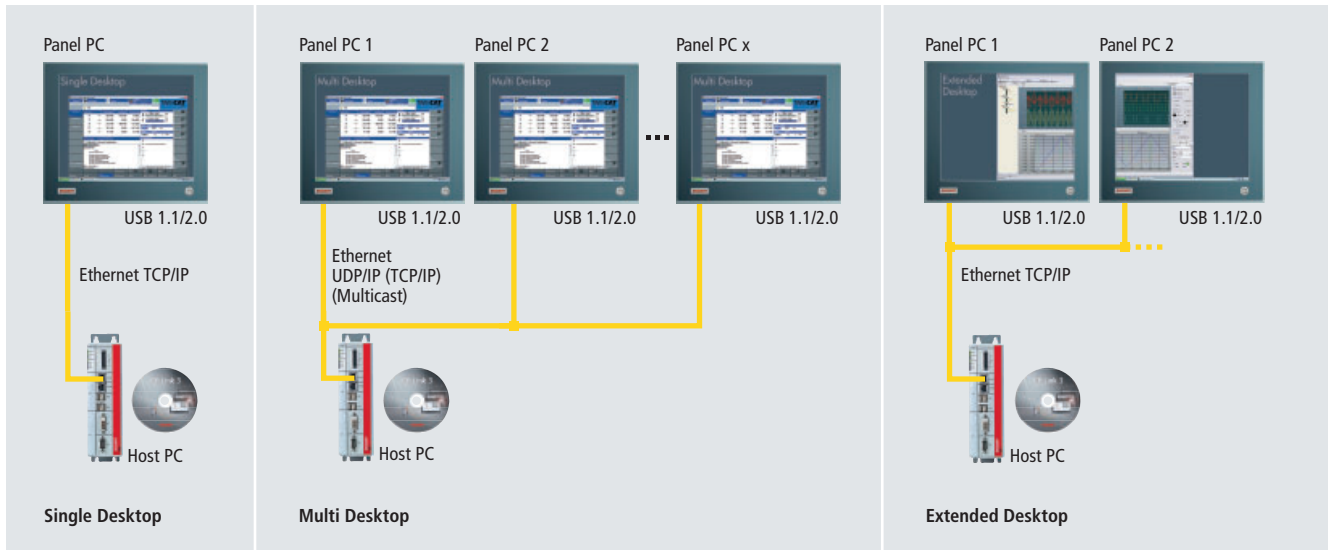 Panel PC
Single Desktop
USB 1.1/2.0
Ethernet TCP/IP
Host PC
Single Desktop
Panel PC 1
Panel PC 2
Panel PC x
Multi Desktop
Multi Desktop
Multi Desktop
...
USB 1.1/2.0
USB 1.1/2.0
USB 1.1/2.0
Ethernet
UDP/IP (TCP/IP)
(Multicast)
Host PC
Multi Desktop
Panel PC 1
Panel PC 2
Extended
Desktop
USB 1.1/2.0
USB 1.1/2.0
Ethernet TCP/IP
Host PC
Extended Desktop